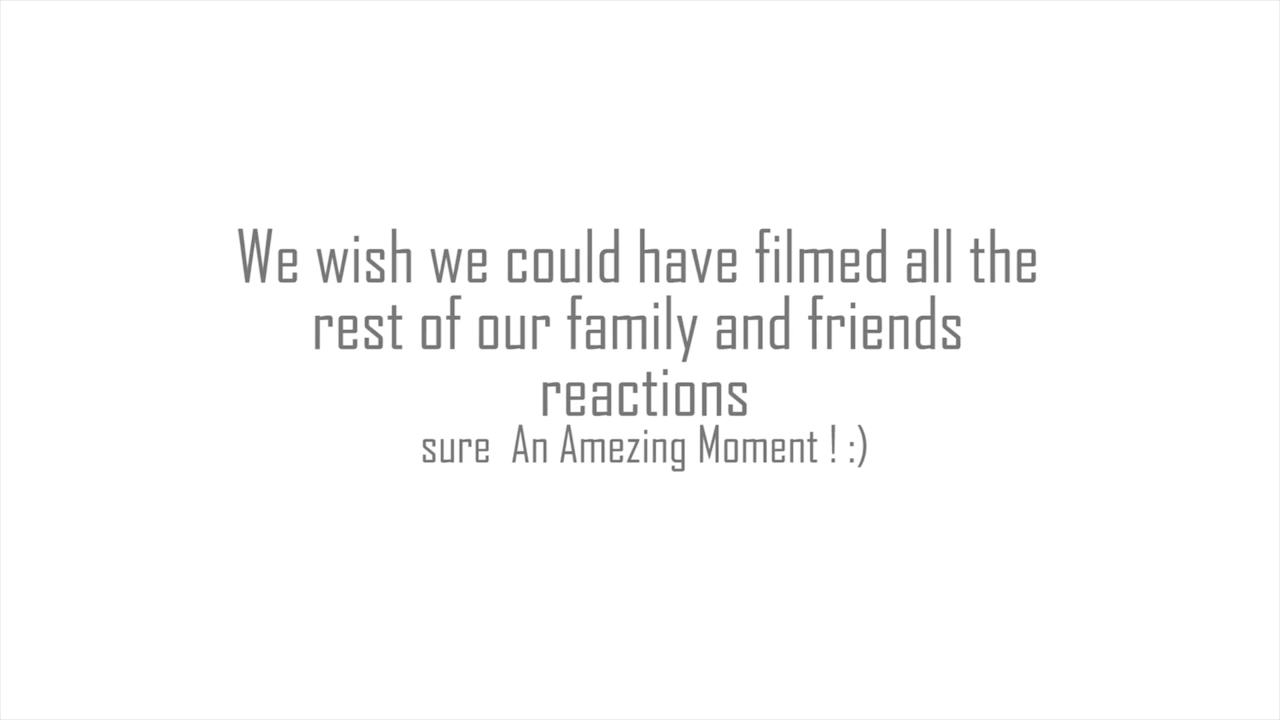 We wish we could have filmed all the
rest of our family and friends
reactions
sure An Amezing Moment ! :)